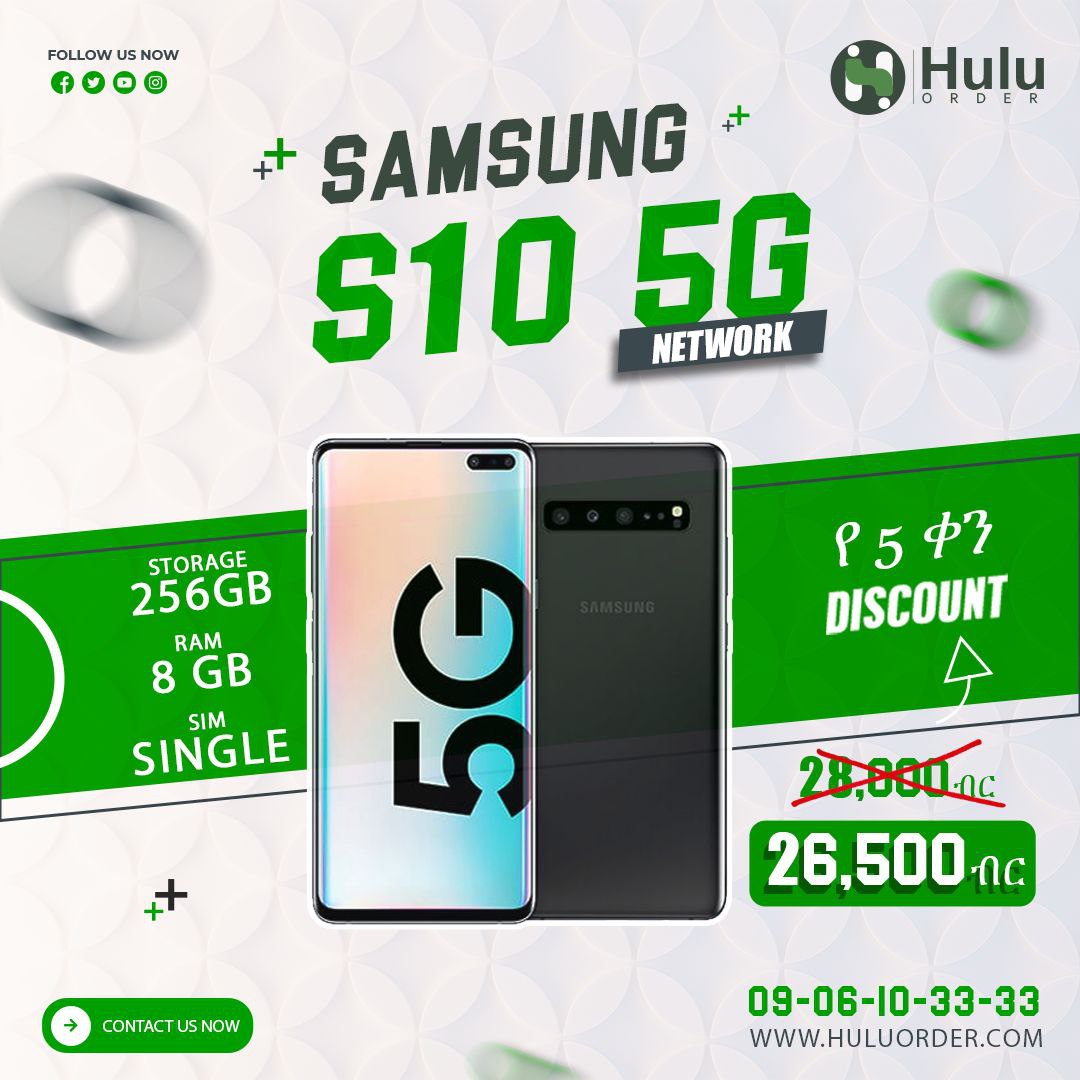 FOLLOW US NOW
Hulu
ORDER
SAMSUNG
S10 5G
NETWORK
STORAGE
256GB
RAM
8 GB
SIM
SINGLE
5G
SAMSUNG
የ 5 ቀን
DISCOUNT
28,000 ብር
26,500 ብር
CONTACT US NOW
09-06-10-33-33
WWW.HULUORDER.COM